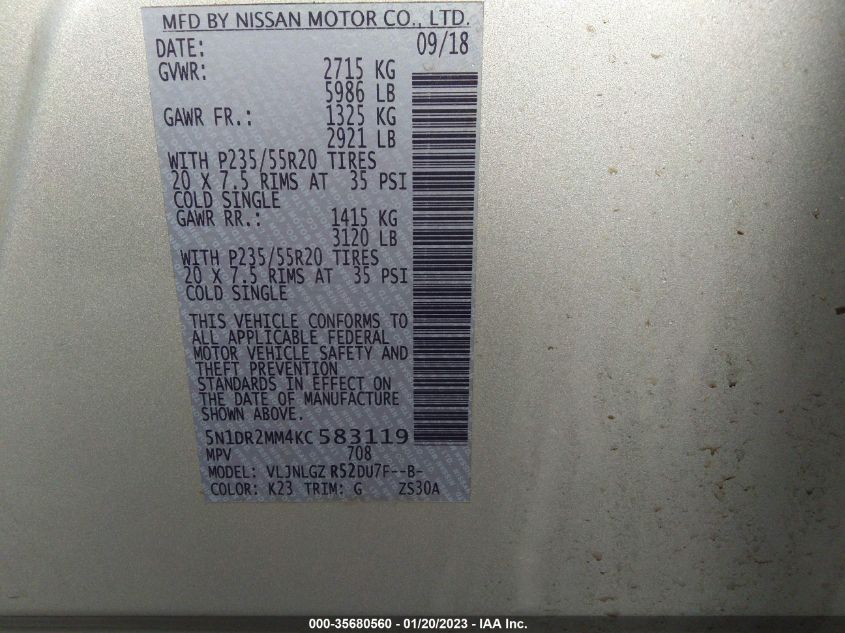 MFD BY NISSAN MOTOR CO., LTD.
DATE: 09/18
GVWR: 2715 KG
5986 LB
GAWR FR.: 1325 KG
2921 LB
WITH P235/55R20 TIRES
20 X 7.5 RIMS AT 35 PSI
COLD SINGLE
GAWR RR.: 1415 KG
3120 LB
WITH P235/55R20 TIRES
20 X 7.5 RIMS AT 35 PSI
COLD SINGLE
THIS VEHICLE CONFORMS TO
ALL APPLICABLE FEDERAL
MOTOR VEHICLE SAFETY AND
THEFT PREVENTION
STANDARDS IN EFFECT ON
THE DATE OF MANUFACTURE
SHOWN ABOVE.
5N1DR2MM4KC583119
MPV 708
MODEL: VLJNLGZ R52DU7F--B-
COLOR: K23 TRIM: G ZS30A
000-35680560 - 01/20/2023 - IAA Inc.